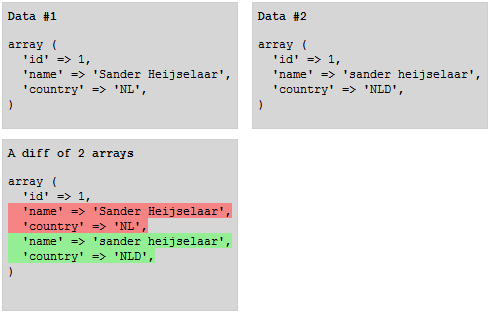 Data #1
array (
  'id' => 1,
  'name' => 'Sander Heijselaar',
  'country' => 'NL',
)
Data #2
array (
  'id' => 1,
  'name' => 'sander heijselaar',
  'country' => 'NLD',
)
A diff of 2 arrays
array (
  'id' => 1,
  'name' => 'Sander Heijselaar',
  'country' => 'NL',
  'name' => 'sander heijselaar',
  'country' => 'NLD',
)